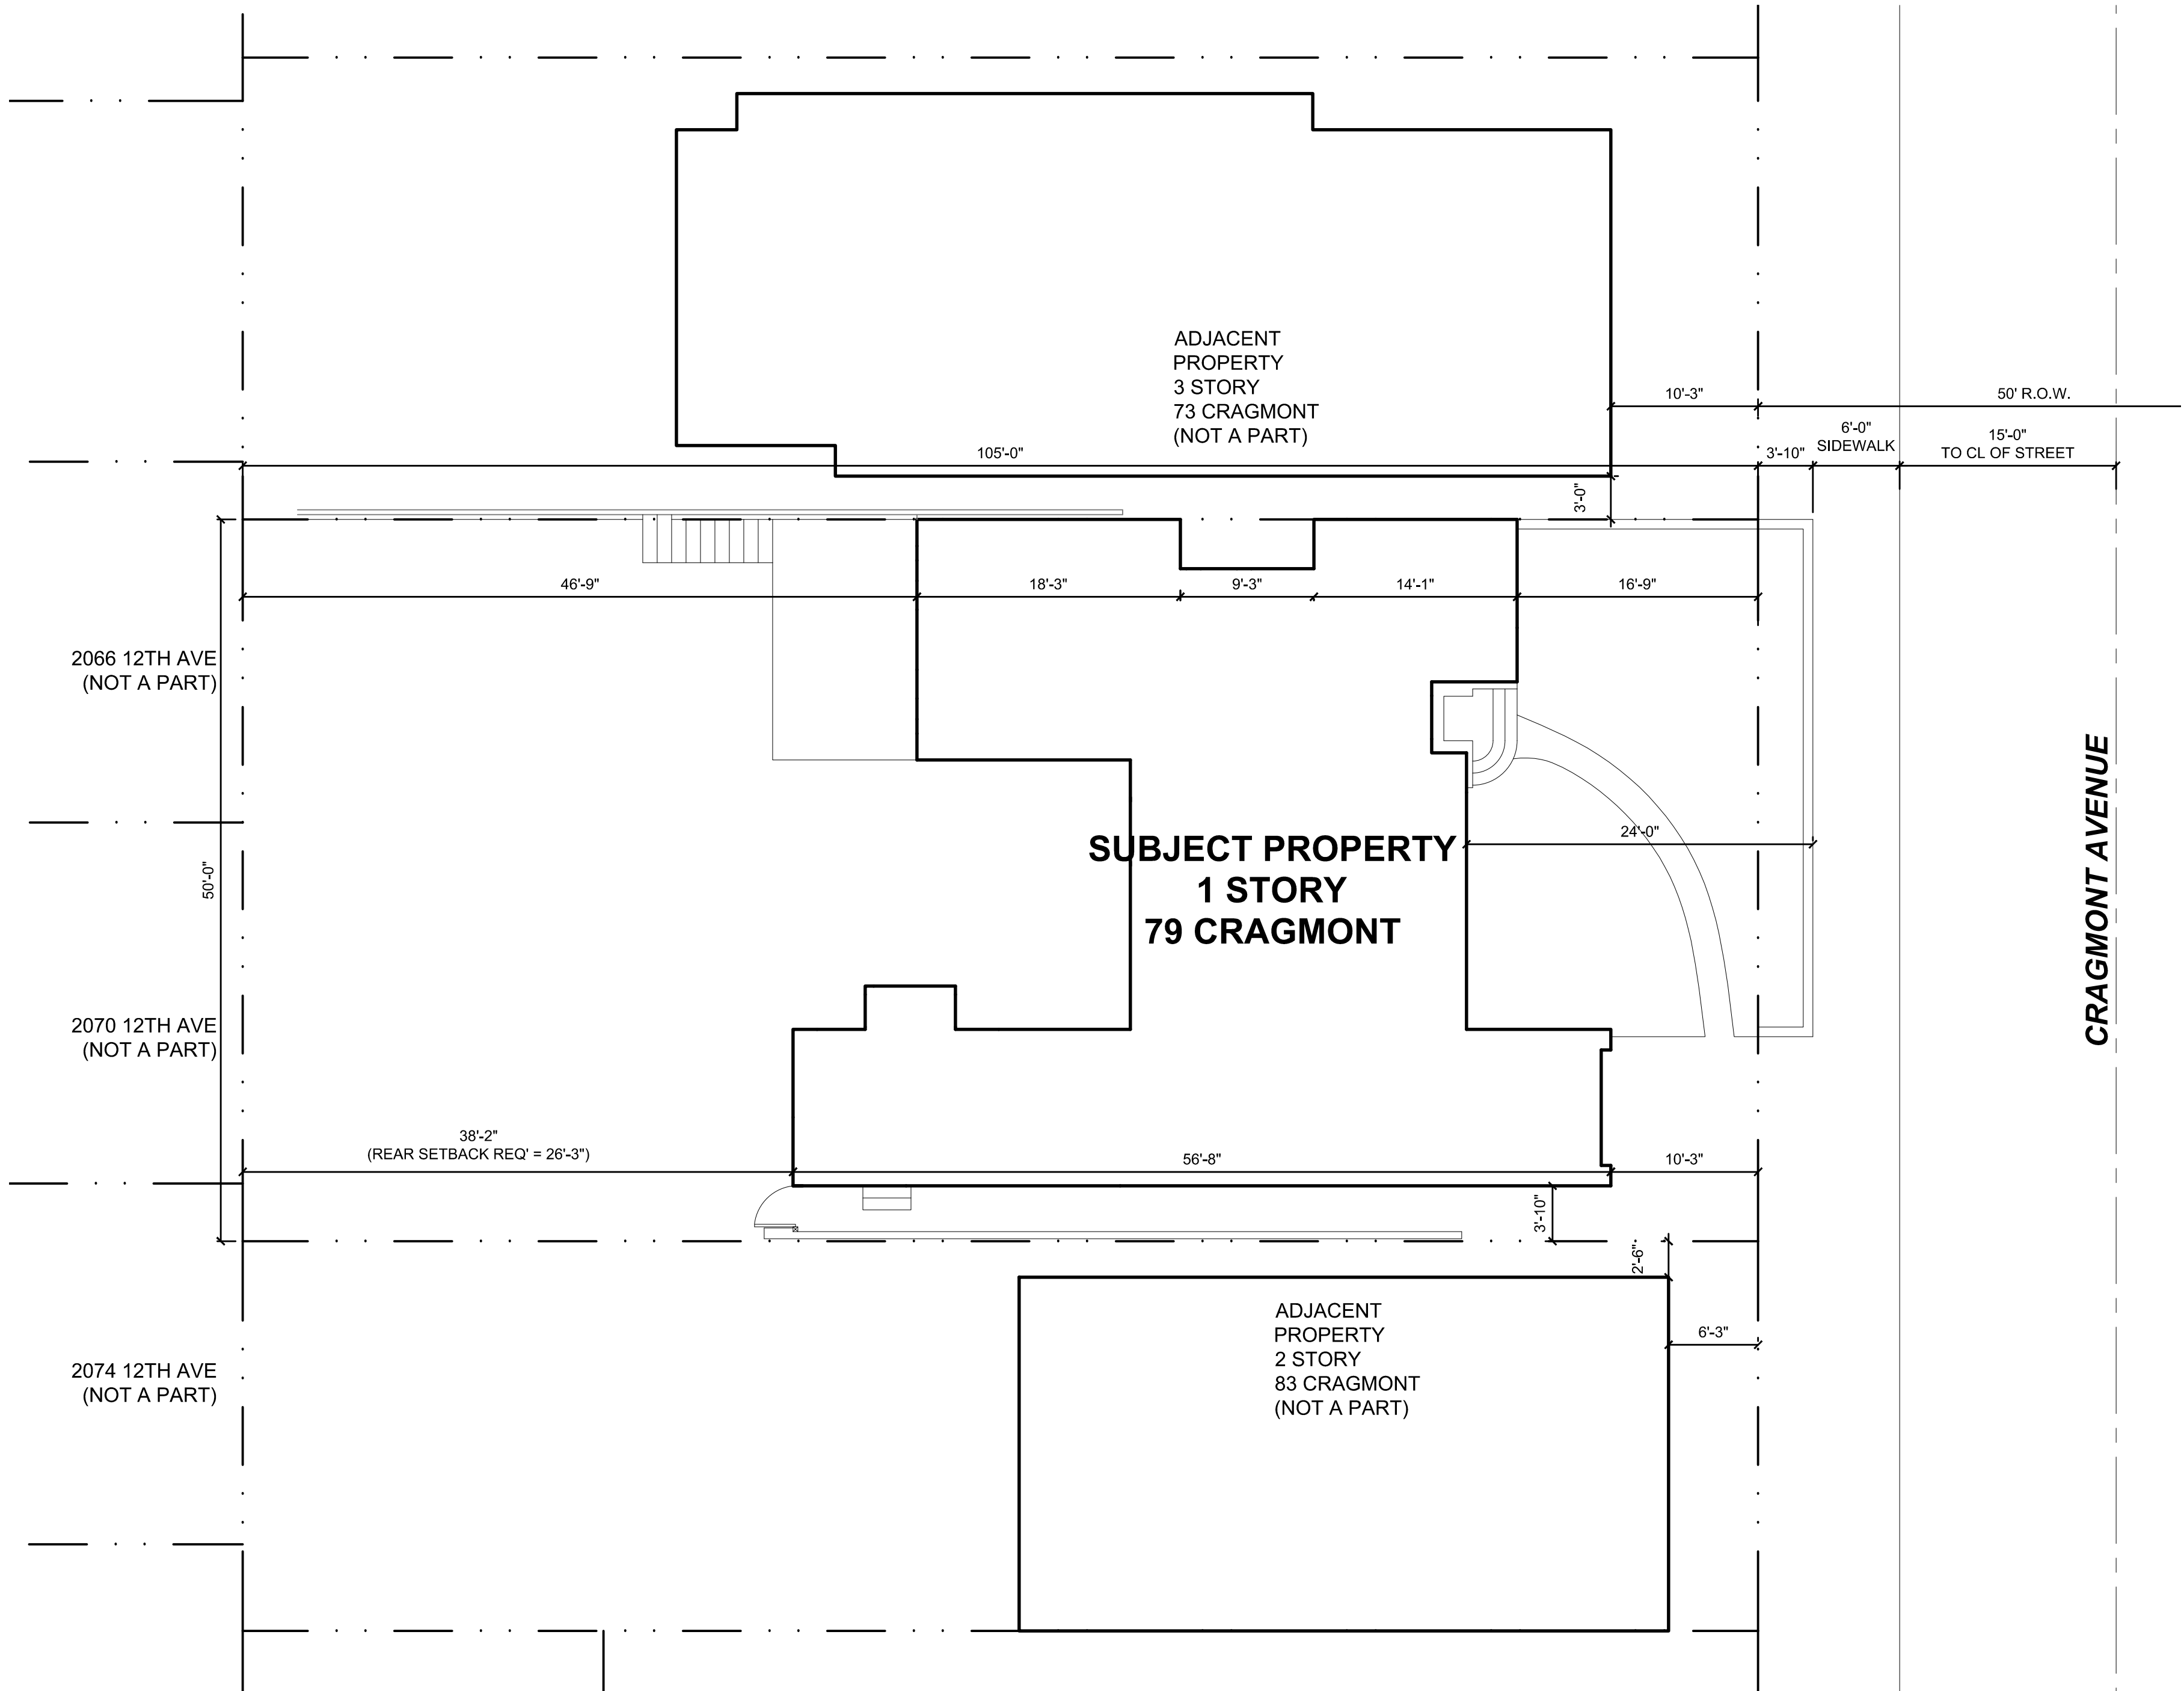 ADJACENT
PROPERTY
3 STORY
73 CRAGMONT
(NOT A PART)
10'-3"
50' R.O.W.
105'-0"
3'-10"
6'-0"
SIDEWALK
15'-0"
TO CL OF STREET
3'-0"
46'-9"
18'-3"
9'-3"
14'-1"
16'-9"
2066 12TH AVE
(NOT A PART)
50'-0"
SUBJECT PROPERTY
1 STORY
79 CRAGMONT
24'-0"
CRAGMONT AVENUE
2070 12TH AVE
(NOT A PART)
38'-2"
(REAR SETBACK REQ' = 26'-3")
56'-8"
10'-3"
3'-10"
2'-6"
ADJACENT
PROPERTY
2 STORY
83 CRAGMONT
(NOT A PART)
6'-3"
2074 12TH AVE
(NOT A PART)